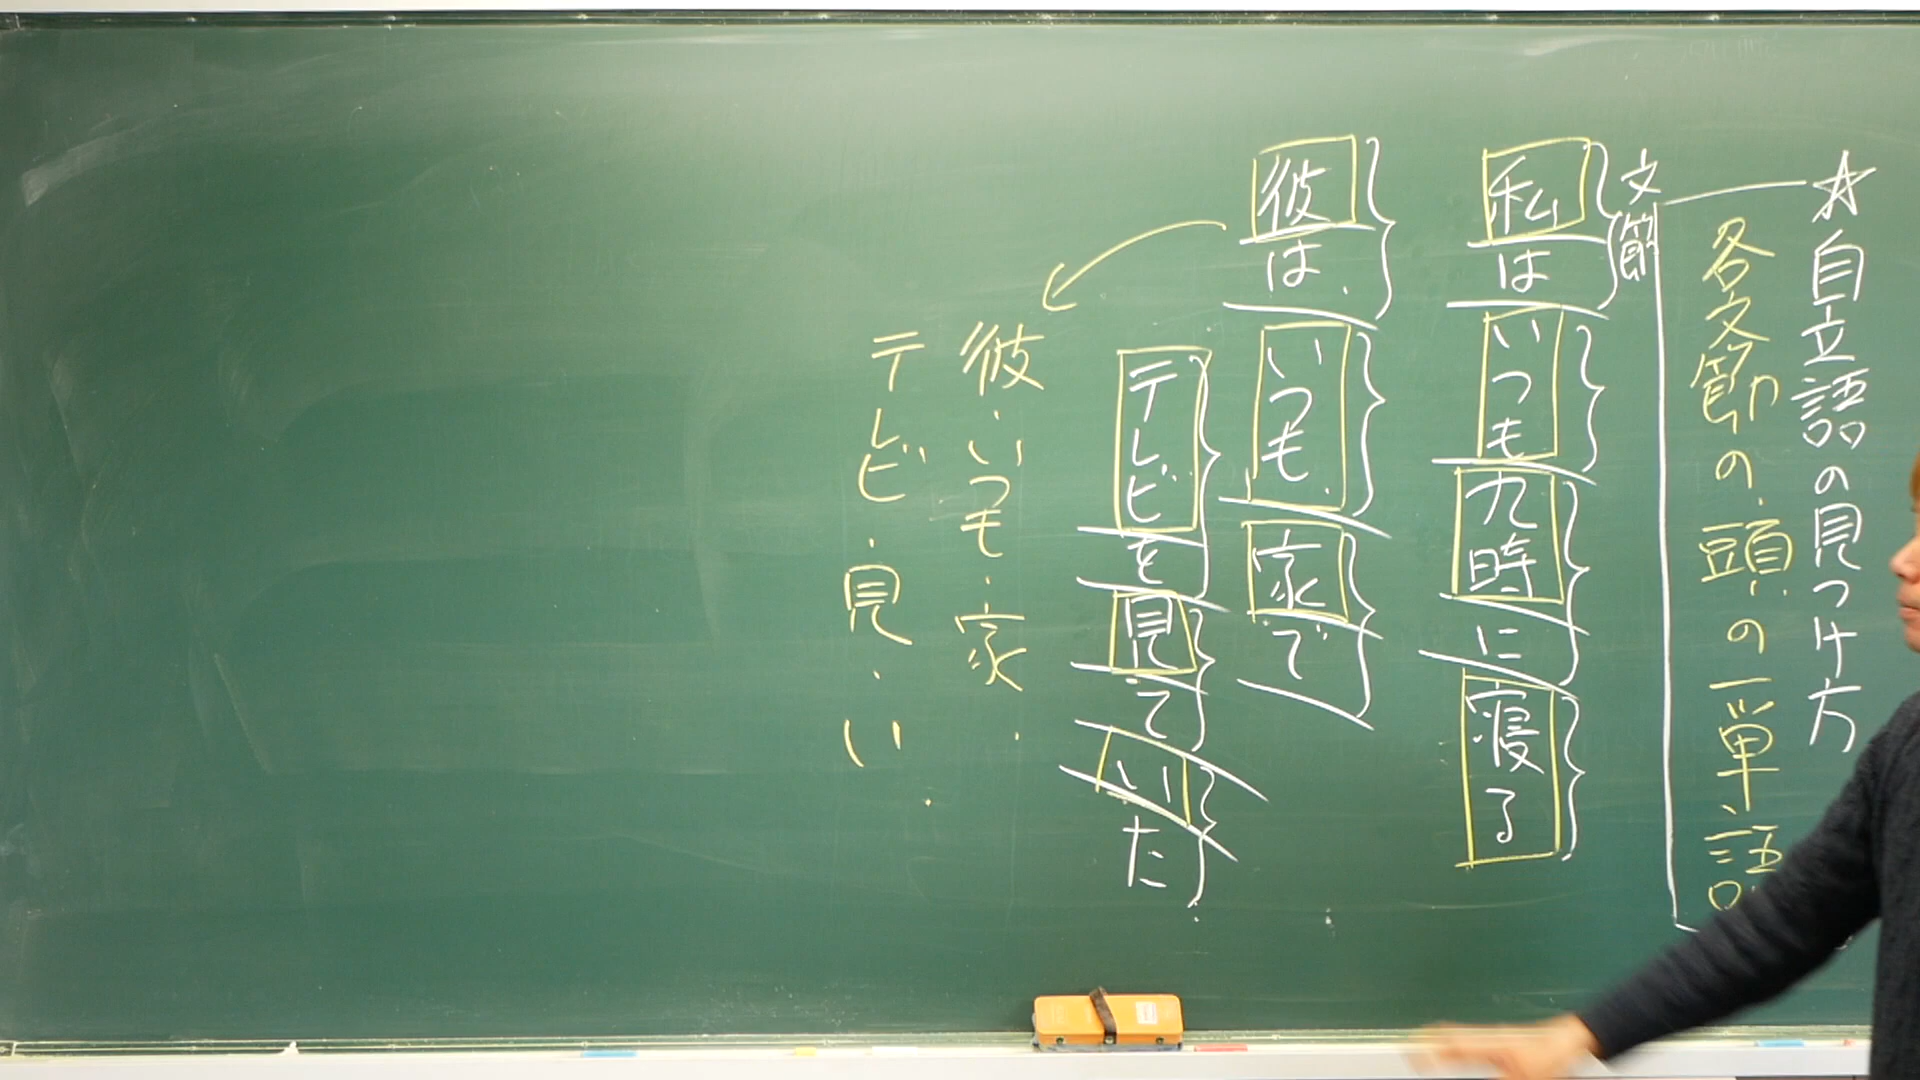 ☆自立語の見つけ方
各文節の頭の単語
文節
私はいつも九時に寝る
彼はいつも家で
テレビを見ていた
彼・いつも・家・
テレビ・見・い